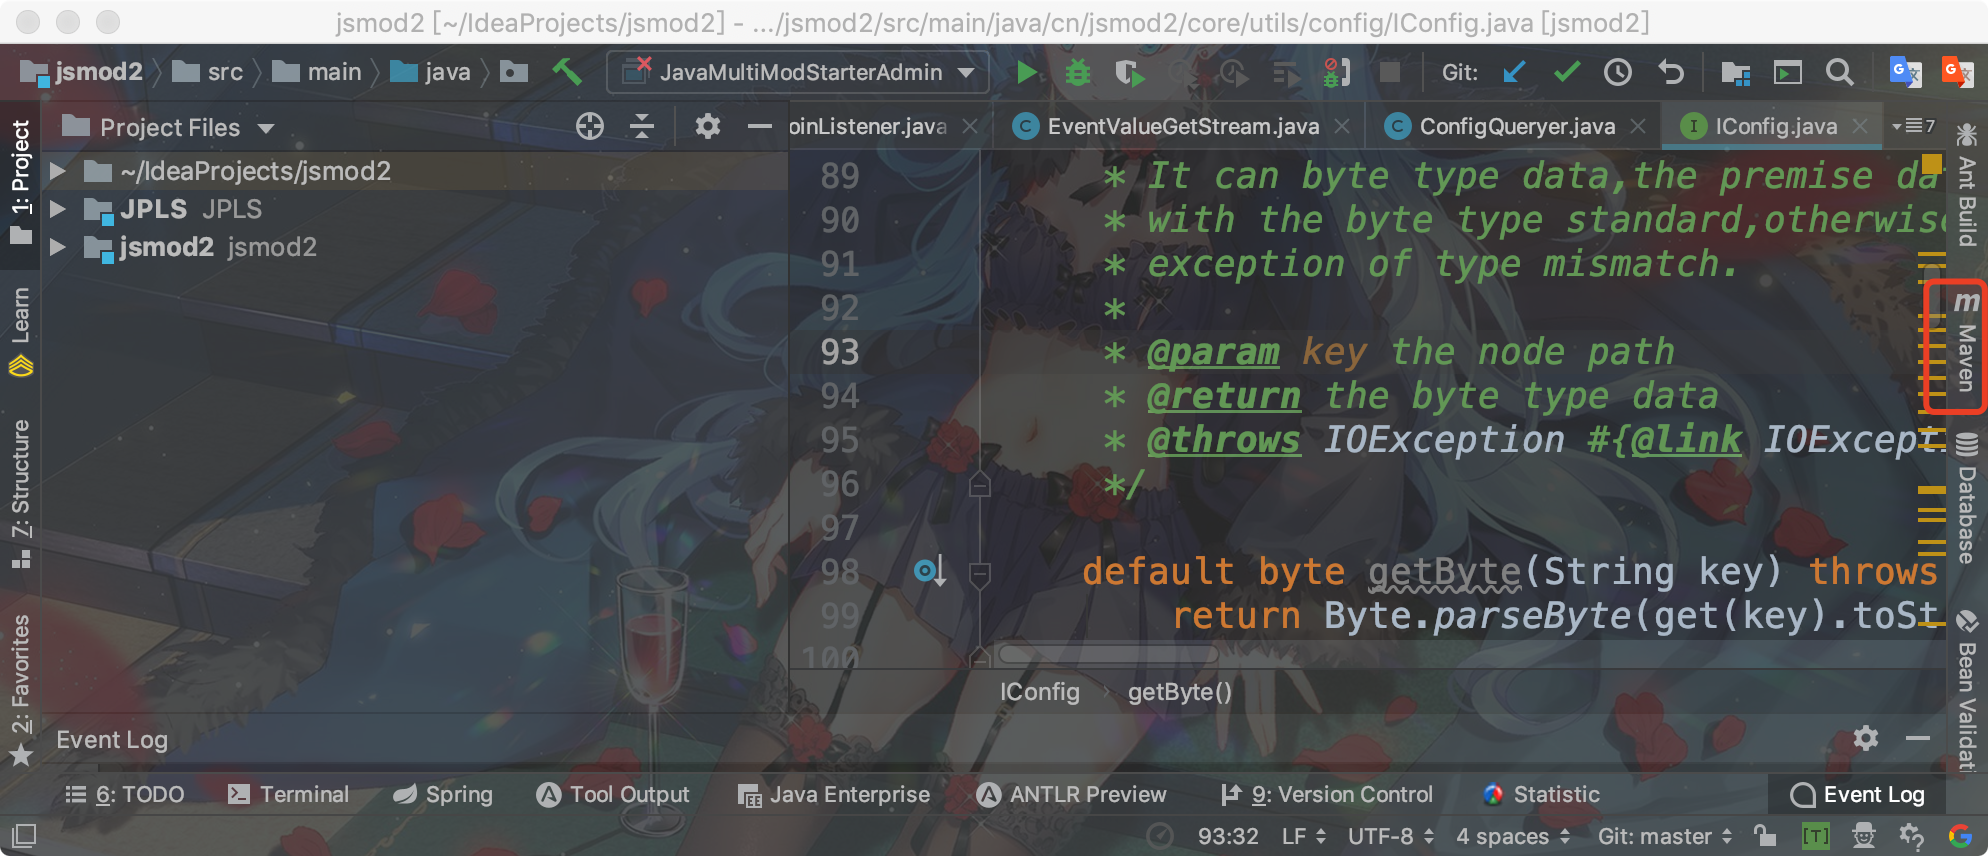 jsmod2 [~/IdeaProjects/jsmod2] - .../jsmod2/src/main/java/cn/jsmod2/core/utils/config/IConfig.java [jsmod2]
jsmod2 src main java JavaMultiModStarterAdmin Git:
Project Files
oinListener.java EventValueGetStream.java ConfigQueryer.java IConfig.java 7
~/IdeaProjects/jsmod2
JPLS JPLS
jsmod2 jsmod2
1: Project
Learn
7: Structure
2: Favorites
89 * It can byte type data,the premise da
90 * with the byte type standard,otherwise
91 * exception of type mismatch.
92 *
93 * @param key the node path
94 * @return the byte type data
95 * @throws IOException #{@link IOExcept
96 */
97
98 default byte getByte(String key) throws
99 return Byte.parseByte(get(key).toSt
100
IConfig getByte()
Ant Build
m Maven
Database
Bean Validati
Event Log
6: TODO Terminal Spring Tool Output Java Enterprise ANTLR Preview 9: Version Control Statistic Event Log
93:32 LF UTF-8 4 spaces Git: master [T]